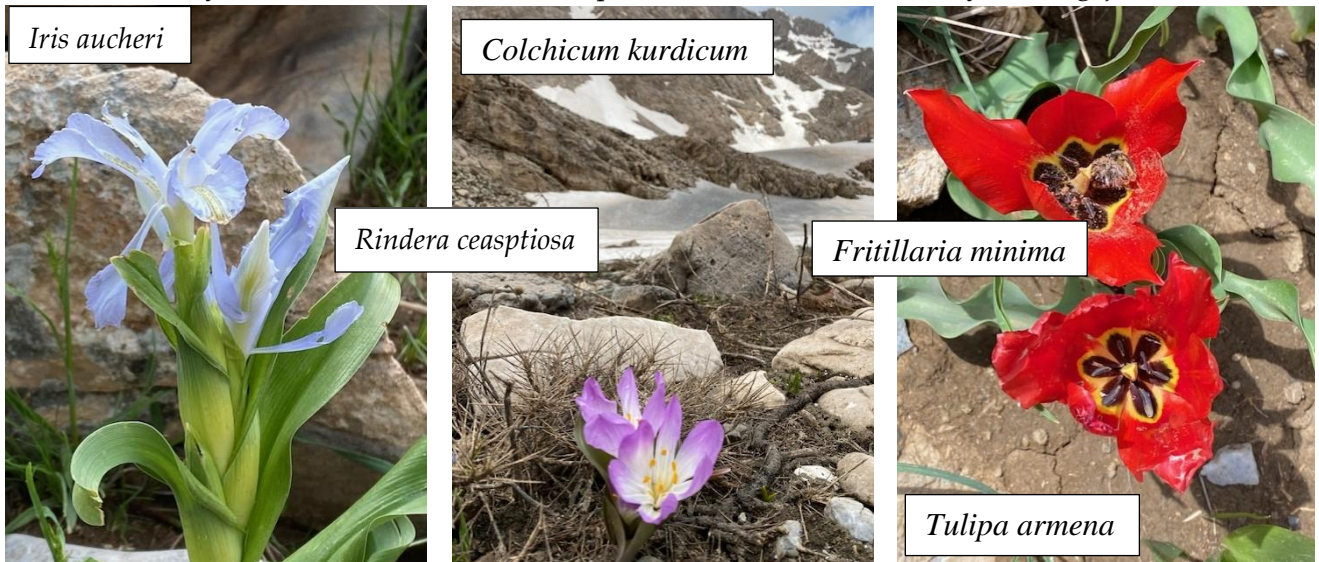 Iris aucheri
Colchicum kurdicum
Rindera ceasptiosa
Fritillaria minima
Tulipa armena